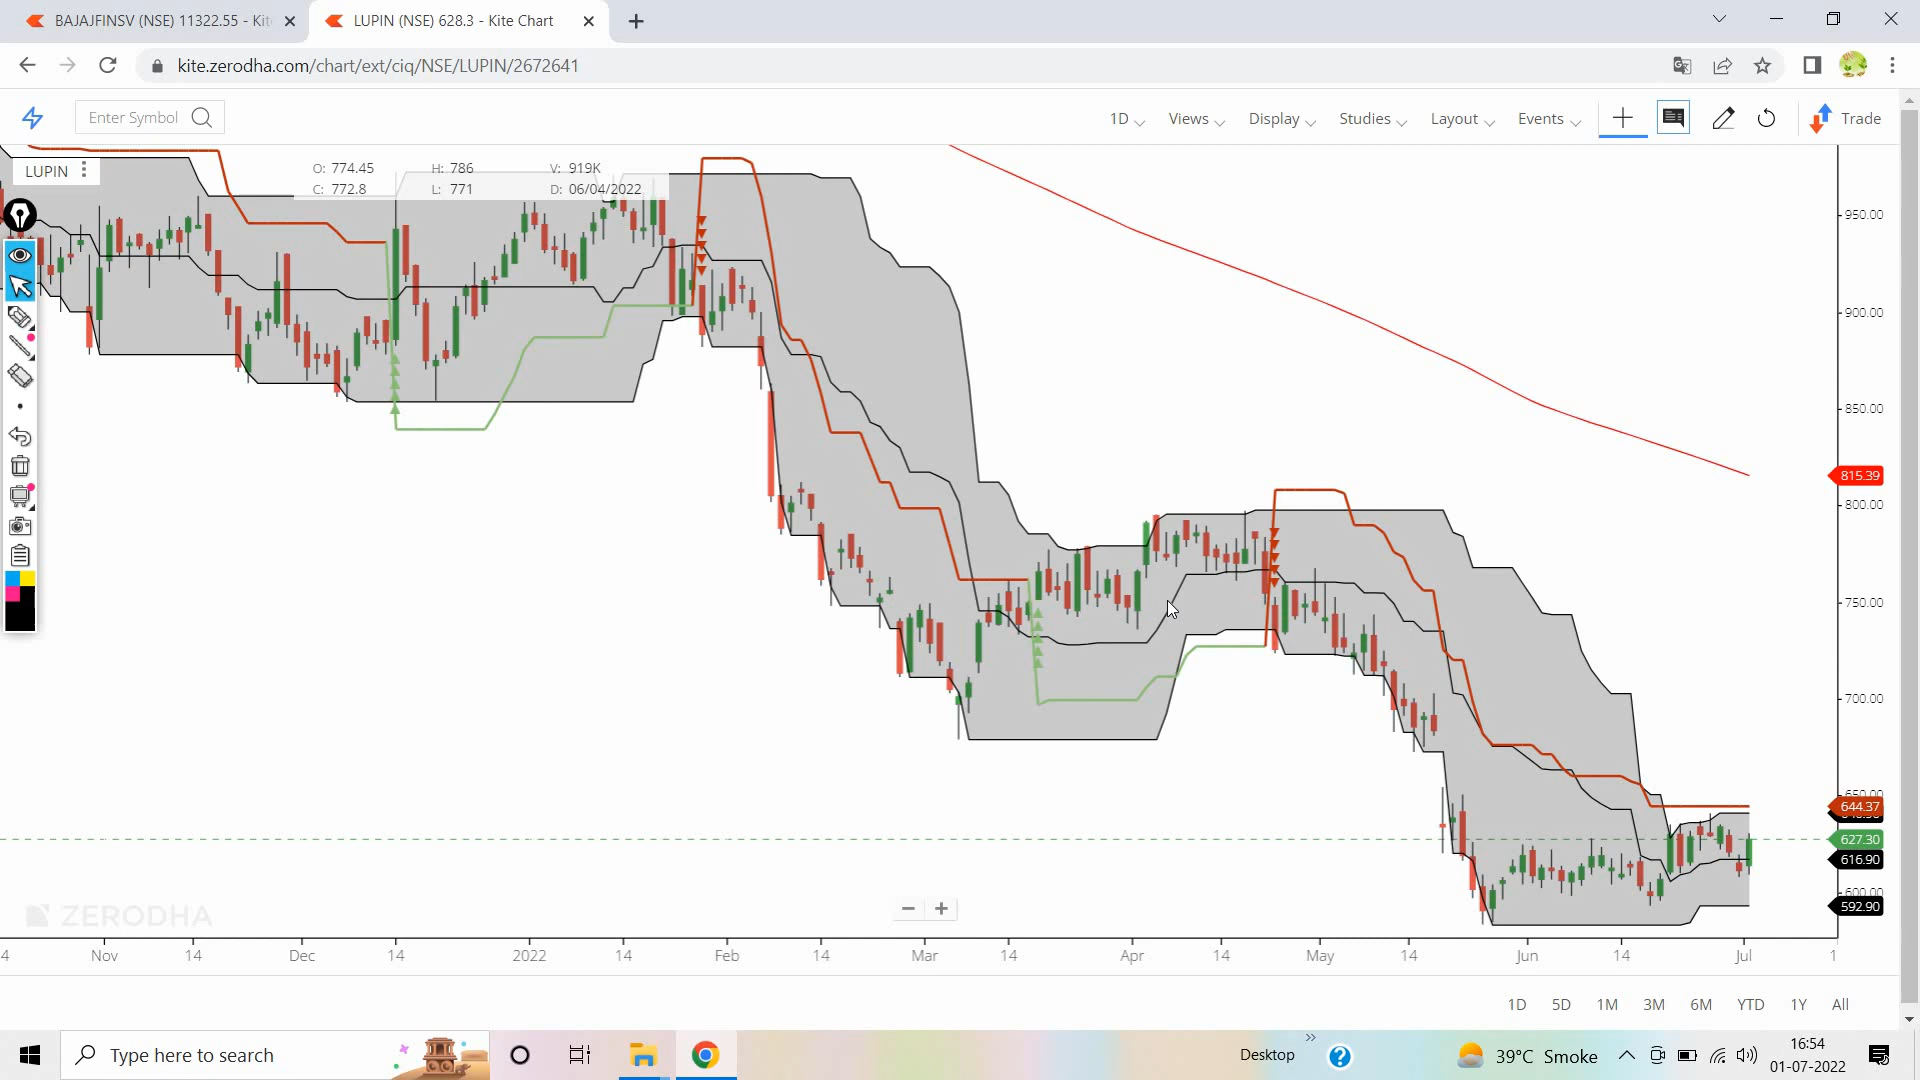 BAJAJFINSV (NSE) 11322.55 - Kit
LUPIN (NSE) 628.3 - Kite Chart
kite.zerodha.com/chart/ext/ciq/NSE/LUPIN/2672641
Enter Symbol
1D
Views
Display
Studies
Layout
Events
Trade
LUPIN
O: 774.45 H: 786 V: 919K
C: 772.8 L: 771 D: 06/04/2022
950.00
900.00
850.00
815.39
800.00
750.00
700.00
650.00
644.37
627.30
616.90
600.00
592.90
ZERODHA
4 Nov 14 Dec 14 2022 14 Feb 14 Mar 14 Apr 14 May 14 Jun 14 Jul 1
1D 5D 1M 3M 6M YTD 1Y All
Type here to search
Desktop
39°C Smoke
16:54
01-07-2022